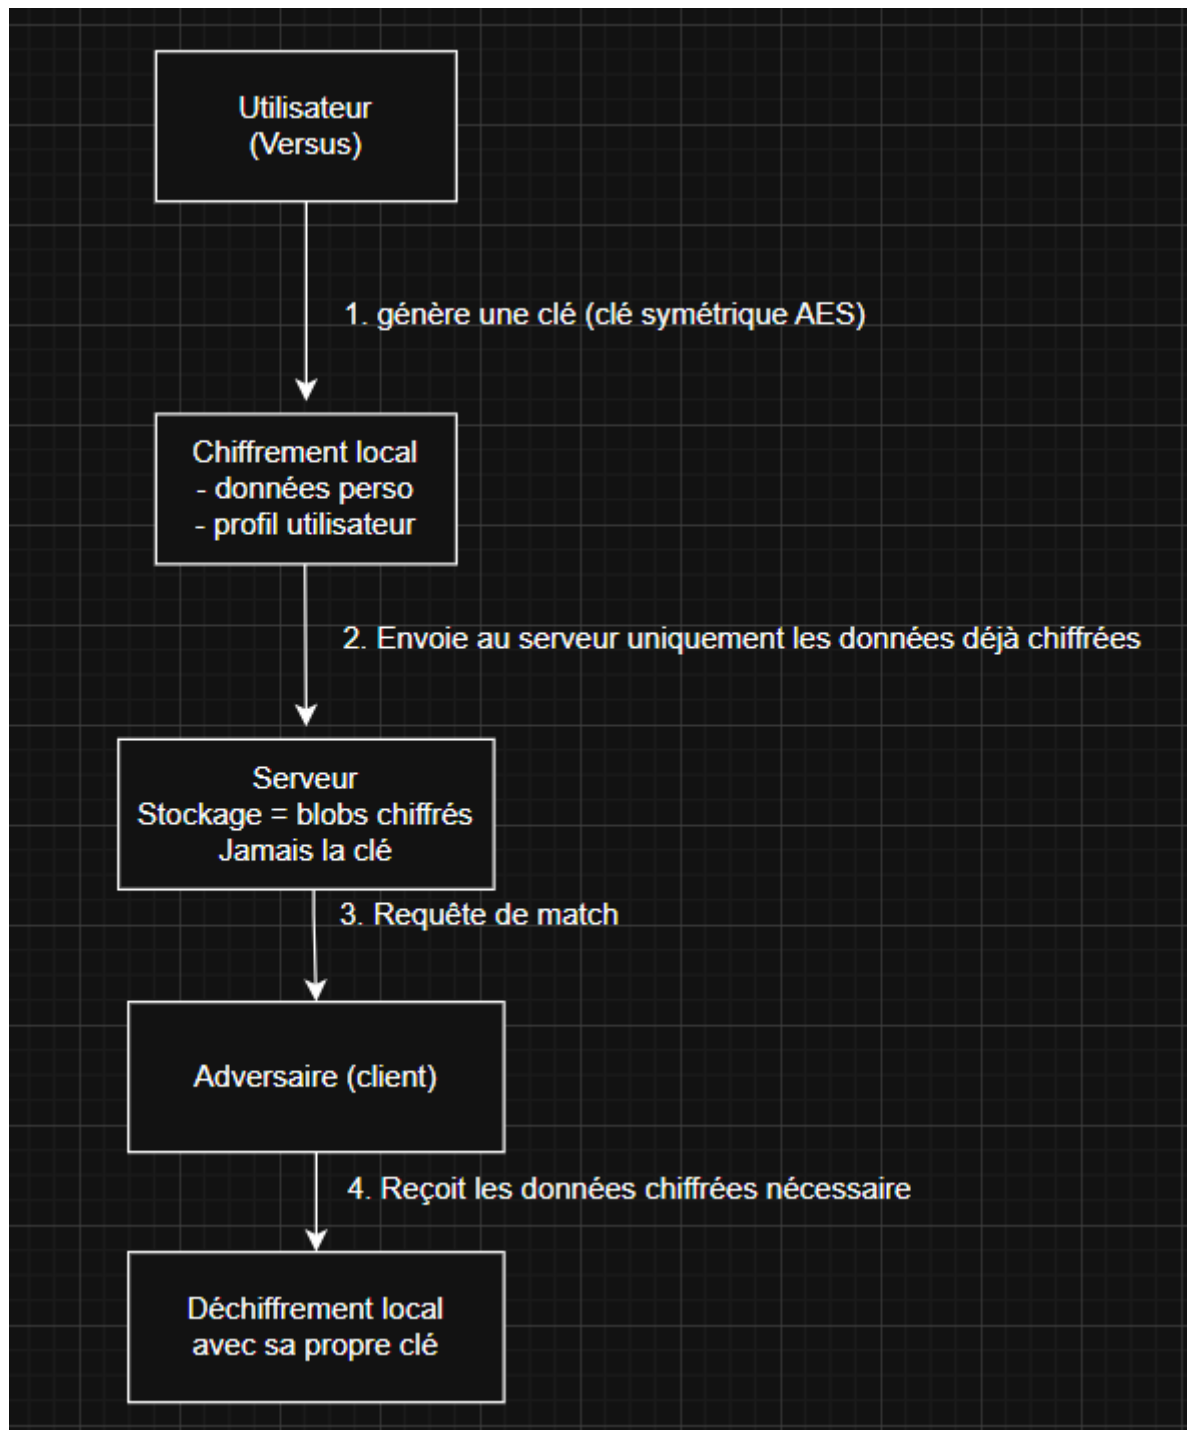 Utilisateur
(Versus)
1. génère une clé (clé symétrique AES)
Chiffrement local
- données perso
- profil utilisateur
2. Envoie au serveur uniquement les données déjà chiffrées
Serveur
Stockage = blobs chiffrés
Jamais la clé
3. Requête de match
Adversaire (client)
4. Reçoit les données chiffrées nécessaire
Déchiffrement local
avec sa propre clé